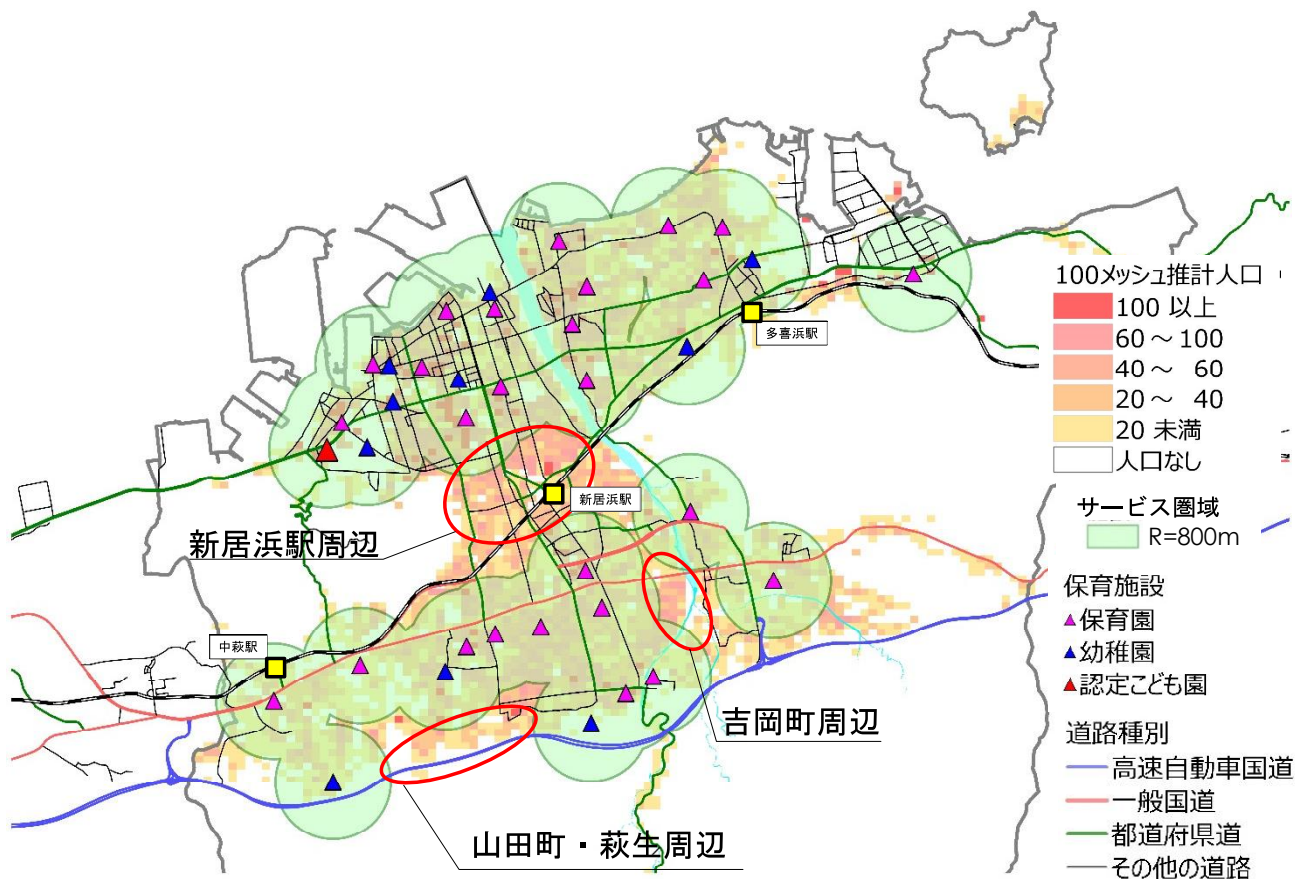 多喜浜駅
新居浜駅
新居浜駅周辺
中萩駅
吉岡町周辺
山田町・萩生周辺
100メッシュ推計人口
100 以上
60 ～ 100
40 ～ 60
20 ～ 40
20 未満
人口なし
サービス圏域
R=800m
保育施設
保育園
幼稚園
認定こども園
道路種別
高速自動車国道
一般国道
都道府県道
その他の道路